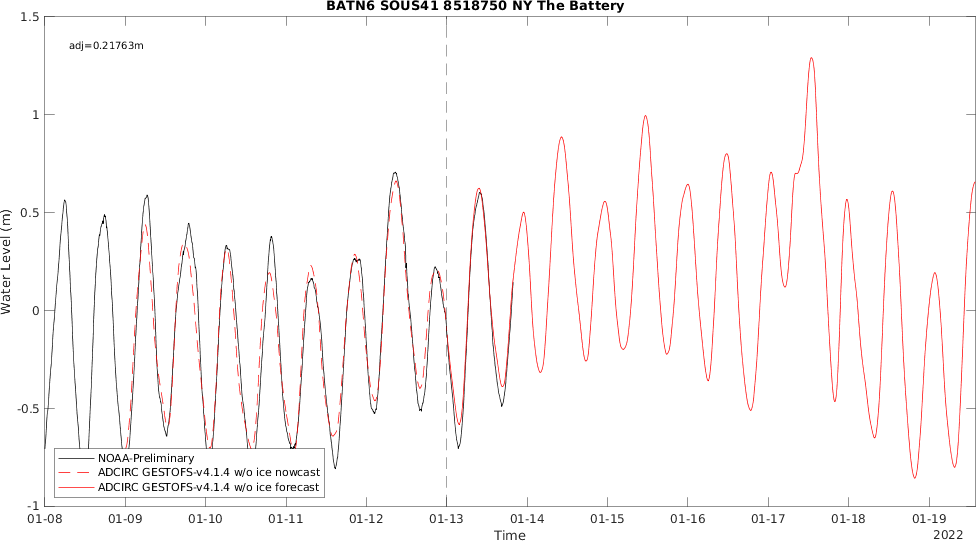 BATN6 SOUS41 8518750 NY The Battery
adj=0.21763m
Water Level (m)
1.5
1
0.5
0
-0.5
-1
NOAA-Preliminary
ADCIRC GESTOFS-v4.1.4 w/o ice nowcast
ADCIRC GESTOFS-v4.1.4 w/o ice forecast
01-08 01-09 01-10 01-11 01-12 01-13 01-14 01-15 01-16 01-17 01-18 01-19
Time
2022